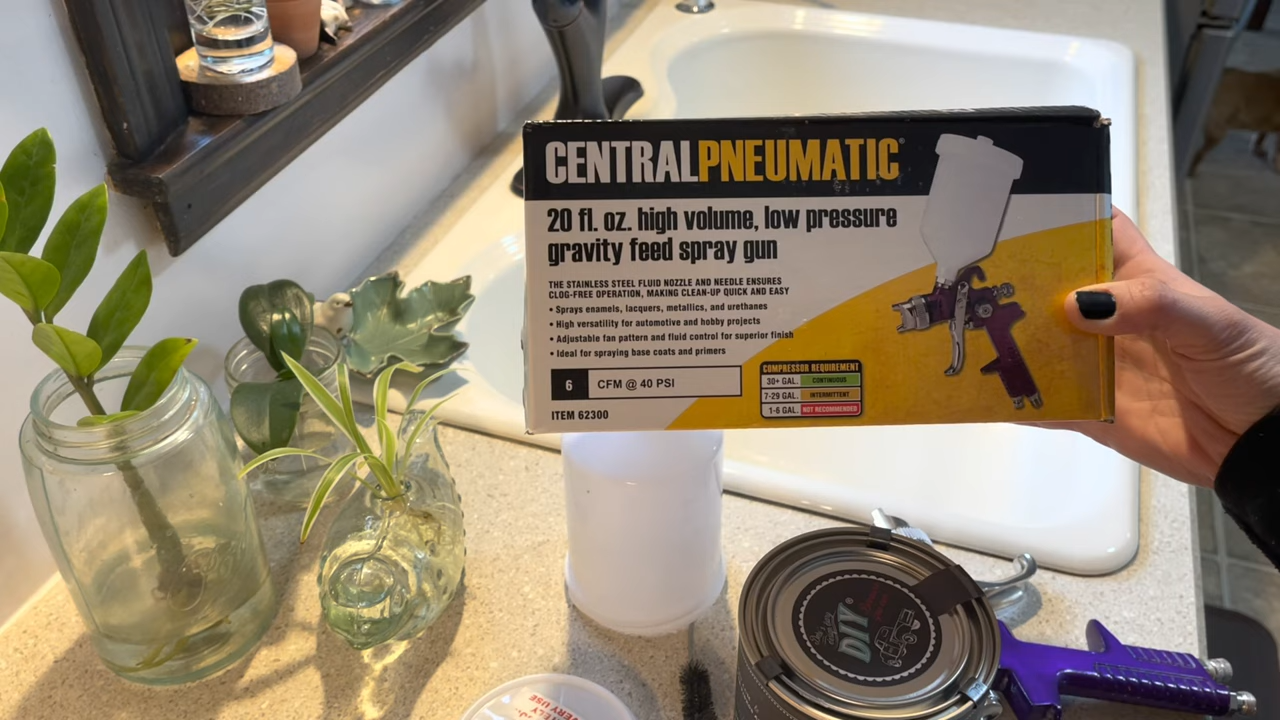 CENTRALPNEUMATIC®
20 fl. oz. high volume, low pressure
gravity feed spray gun
THE STAINLESS STEEL FLUID NOZZLE AND NEEDLE ENSURES
CLOG-FREE OPERATION, MAKING CLEAN-UP QUICK AND EASY
• Sprays enamels, lacquers, metallics, and urethanes
• High versatility for automotive and hobby projects
• Adjustable fan pattern and fluid control for superior finish
• Ideal for spraying base coats and primers
6 CFM @ 40 PSI
ITEM 62300
COMPRESSOR REQUIREMENT
30+ GAL. CONTINUOUS
7-29 GAL. INTERMITTENT
1-6 GAL. NOT RECOMMENDED
DIY